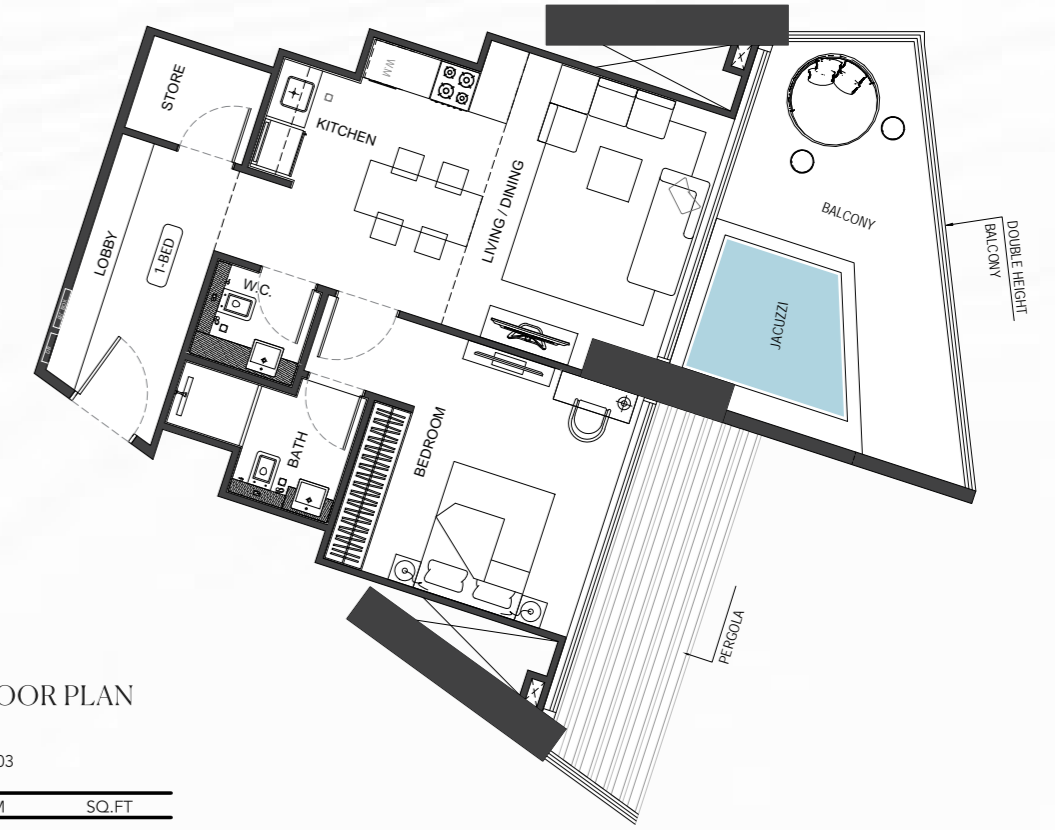 STORE
W.M
KITCHEN
LIVING / DINING
LOBBY
1-BED
W.C.
BALCONY
DOUBLE HEIGHT
BALCONY
JACUZZI
BATH
BEDROOM
PERGOLA
OOR PLAN
03
M SQ.FT